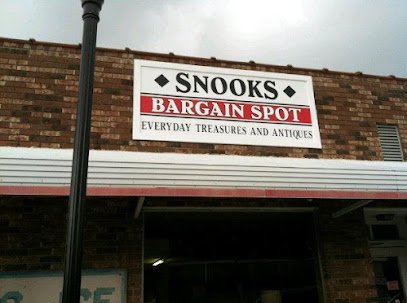 SNOOKS
BARGAIN SPOT
EVERYDAY TREASURES AND ANTIQUES